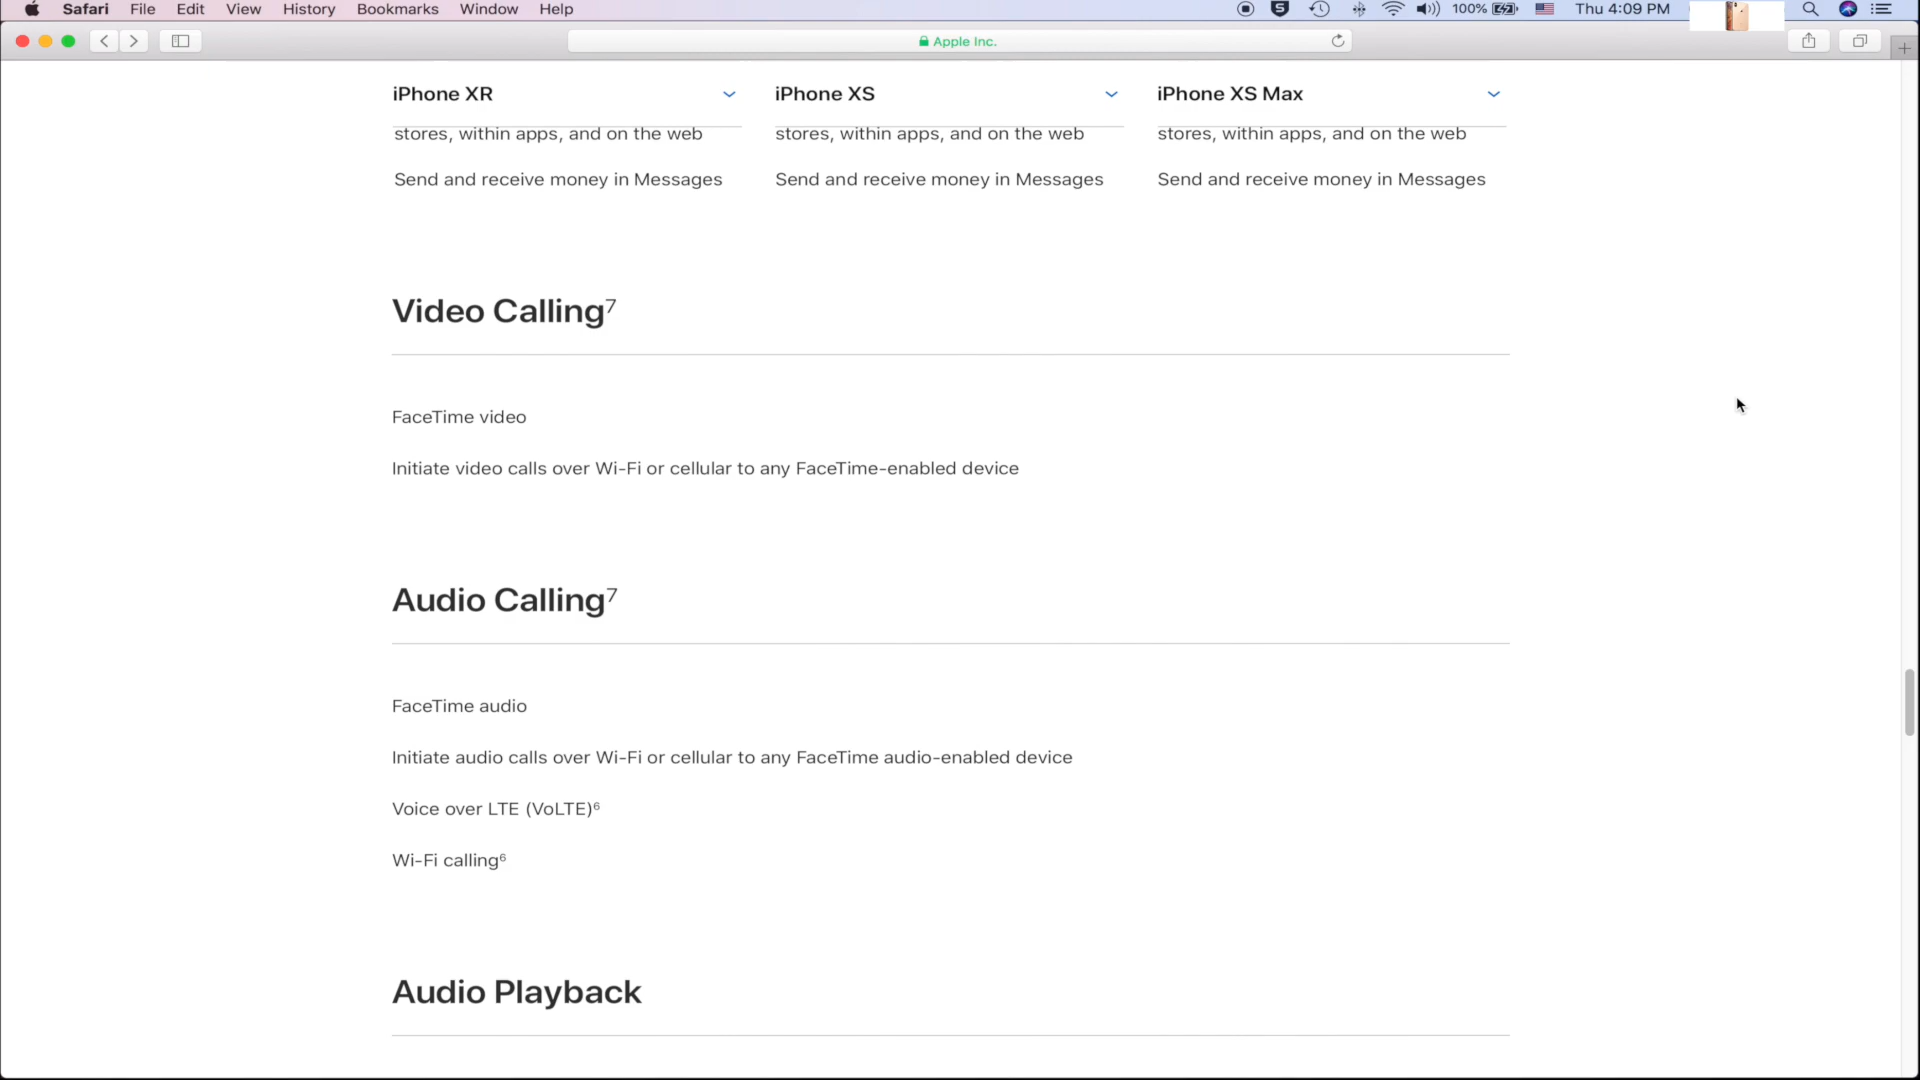 Safari File Edit View History Bookmarks Window Help 100% Thu 4:09 PM
Apple Inc.
iPhone XR iPhone XS iPhone XS Max
stores, within apps, and on the web stores, within apps, and on the web stores, within apps, and on the web
Send and receive money in Messages Send and receive money in Messages Send and receive money in Messages
Video Calling⁷
FaceTime video
Initiate video calls over Wi-Fi or cellular to any FaceTime-enabled device
Audio Calling⁷
FaceTime audio
Initiate audio calls over Wi-Fi or cellular to any FaceTime audio-enabled device
Voice over LTE (VoLTE)⁶
Wi-Fi calling⁶
Audio Playback